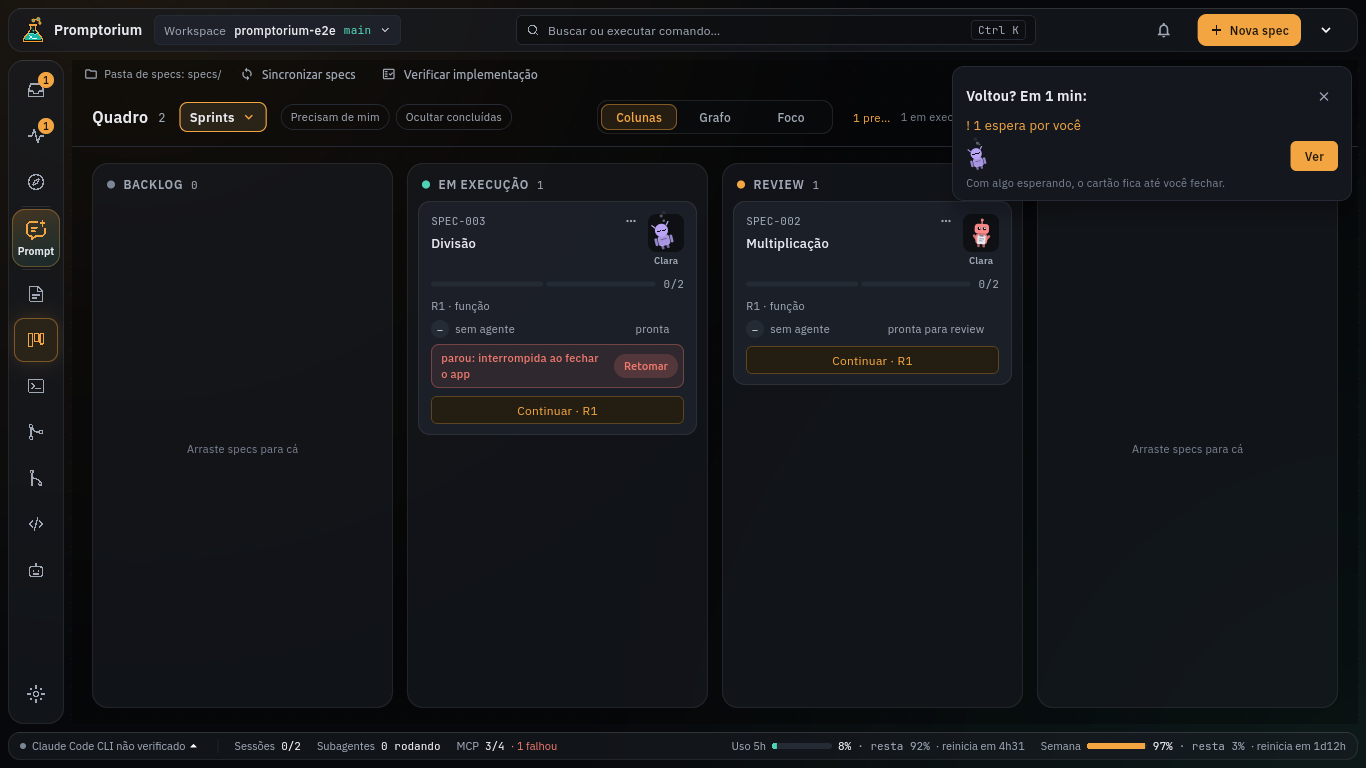 Promptorium
Workspace promptorium-e2e main
Buscar ou executar comando...
Ctrl K
Nova spec
1
1
Prompt
Pasta de specs: specs/
Sincronizar specs
Verificar implementação
Quadro 2
Sprints
Precisam de mim
Ocultar concluídas
Colunas
Grafo
Foco
1 pre...
1 em exec
Voltou? Em 1 min:
! 1 espera por você
Ver
Com algo esperando, o cartão fica até você fechar.
BACKLOG 0
Arraste specs para cá
EM EXECUÇÃO 1
SPEC-003
Divisão
Clara
0/2
R1 · função
– sem agente
pronta
parou: interrompida ao fechar
o app
Retomar
Continuar · R1
REVIEW 1
SPEC-002
Multiplicação
Clara
0/2
R1 · função
– sem agente
pronta para review
Continuar · R1
Arraste specs para cá
Claude Code CLI não verificado
Sessões 0/2
Subagentes 0 rodando
MCP 3/4 · 1 falhou
Uso 5h 8% · resta 92% · reinicia em 4h31
Semana 97% · resta 3% · reinicia em 1d12h